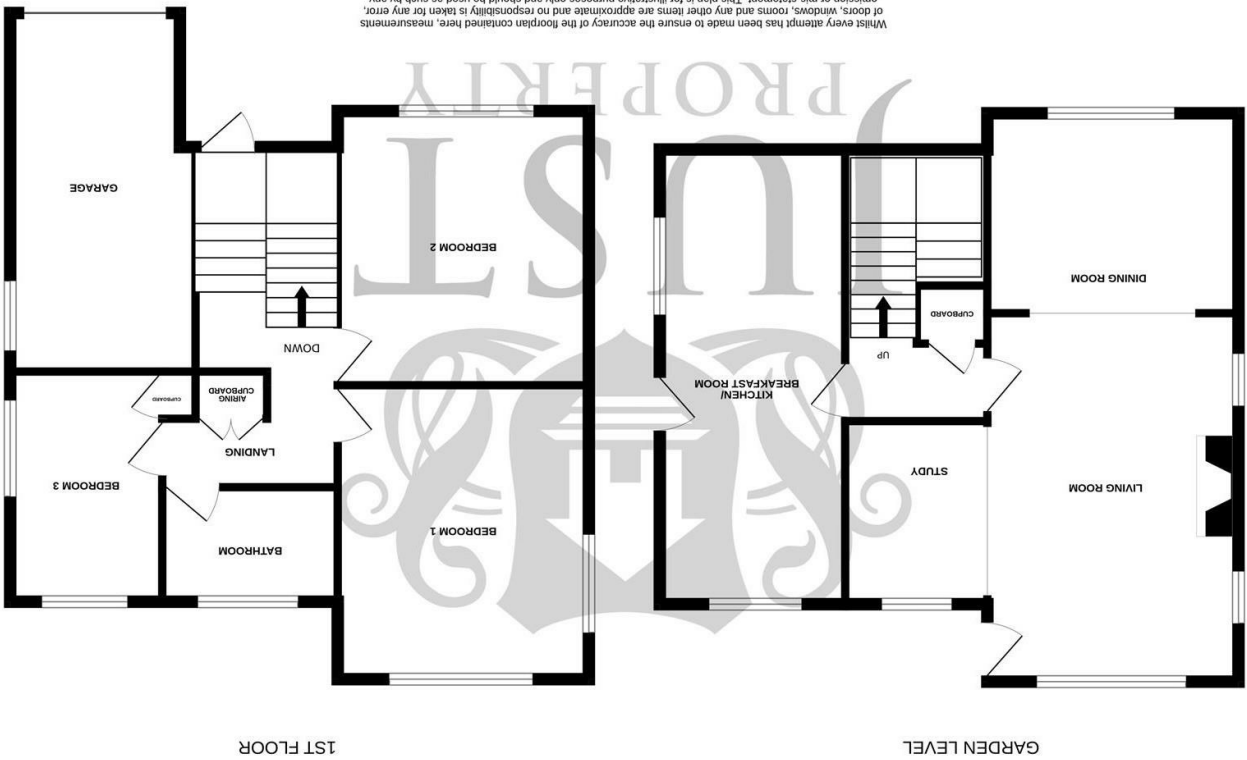 GARDEN LEVEL
LIVING ROOM
STUDY
KITCHEN/
BREAKFAST ROOM
UP
CUPBOARD
DINING ROOM
1ST FLOOR
BEDROOM 1
BATHROOM
BEDROOM 3
LANDING
AIRING
CUPBOARD
CUPBOARD
DOWN
BEDROOM 2
GARAGE
JUST
PROPERTY
Whilst every attempt has been made to ensure the accuracy of the floorplan contained here, measurements
of doors, windows, rooms and any other items are approximate and no responsibility is taken for any error,
omission or mis-statement. This plan is for illustrative purposes only and should be used as such by any